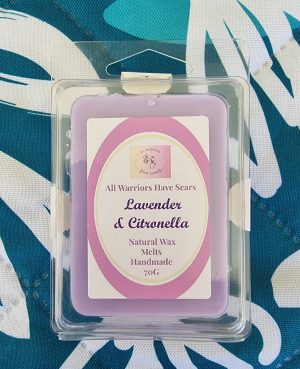 All Warriors Have Scars
Lavender
& Citronella
Natural Wax
Melts
Handmade
70G